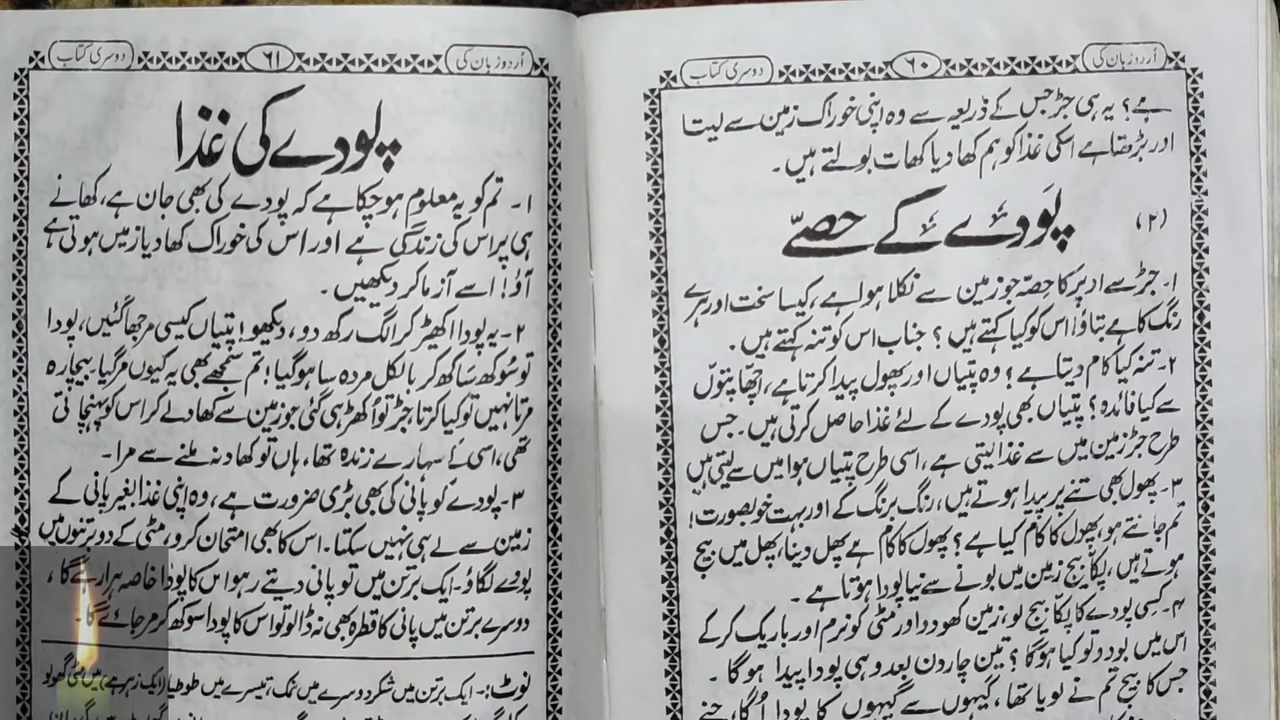 اُردو زبان کی
۶۰
دوسری کتاب
ہے؟ یہ ہی جڑ جس کے ذریعہ سے وہ اپنی خوراک زمین سے لیتا
اور بڑھتا ہے اسکی غذا کو ہم کھاد یا کھات بولتے ہیں۔
(۲) پَودے کے حصّے
۱۔ جڑ سے اوپر کا حِصّہ جو زمین سے نکلا ہوا ہے، کیسا سخت اور ہرے
رنگ کا ہے بتاؤ! اس کو کیا کہتے ہیں؟ جناب اس کو تنہ کہتے ہیں۔
۲۔ تنہ کیا کام دیتا ہے؟ وہ پتیاں اور پھول پیدا کرتا ہے، اچھا پتوں
سے کیا فائدہ؟ پتیاں بھی پودے کے لئے غذا حاصل کرتی ہیں۔ جس
طرح جڑ زمین میں سے غذا لیتی ہے، اسی طرح پتیاں ہوا میں سے لیتی ہیں
۳۔ پھول بھی تنے پر پیدا ہوتے ہیں، رنگ برنگ کے اور بہت خوبصورت!
تم جانتے ہو، پھول کا کام کیا ہے؟ پھول کا کام ہے پھل دینا، پھل میں بیج
ہوتے ہیں، پکّا بیج زمین میں بونے سے نیا پودا ہوتا ہے۔
۴۔ کسی پودے کا پکّا بیج لو، زمین کھودو اور مٹی کو نرم اور باریک کرکے
اس میں بو دو تو کیا ہوگا؟ تین چار دن بعد وہی پودا پیدا ہوگا۔
جس کا بیج تم نے بویا تھا، گیہوں سے گیہوں کا پودا اُگا، چنے
اُردو زبان کی
۶۱
دوسری کتاب
پودے کی غذا
۱۔ تم کو یہ معلوم ہو چکا ہے کہ پودے کی بھی جان ہے، کھانے
ہی پر اس کی زندگی ہے اور اس کی خوراک کھاد یا زمیں ہوتی ہے
آؤ! اسے آزما کر دیکھیں۔
۲۔ یہ پودا اکھیڑ کر الگ رکھ دو، دیکھو! پتیاں کیسی مرجھا گئیں، پودا
تو سُوکھ ساکھ کر بالکل مردہ سا ہو گیا! تم سمجھے بھی یہ کیوں مر گیا۔ بیچارہ
مرتا نہیں تو کیا کرتا، جڑ تو اُکھڑ ہی گئی جو زمین سے کھاد لے کر اس کو پہنچاتی
تھی، اسی کے سہارے زندہ تھا، ہاں تو کھاد نہ ملنے سے مرا۔
۳۔ پودے کو پانی کی بھی بڑی ضرورت ہے، وہ اپنی غذا بغیر پانی کے
زمین سے لے ہی نہیں سکتا۔ اس کا بھی امتحان کرو، مٹی کے دو برتنوں میں
پودے لگاؤ۔ ایک برتن میں تو پانی دیتے رہو اس کا پودا خاصہ ہرا رہے گا،
دوسرے برتن میں پانی کا قطرہ بھی نہ ڈالو تو اس کا پودا سوکھ کر مر جائے گا۔
نوٹ:۔ ایک برتن میں شکر دوسرے میں نمک، تیسرے میں طوطیا (ایک زہر ہے) میں مٹی گھولو